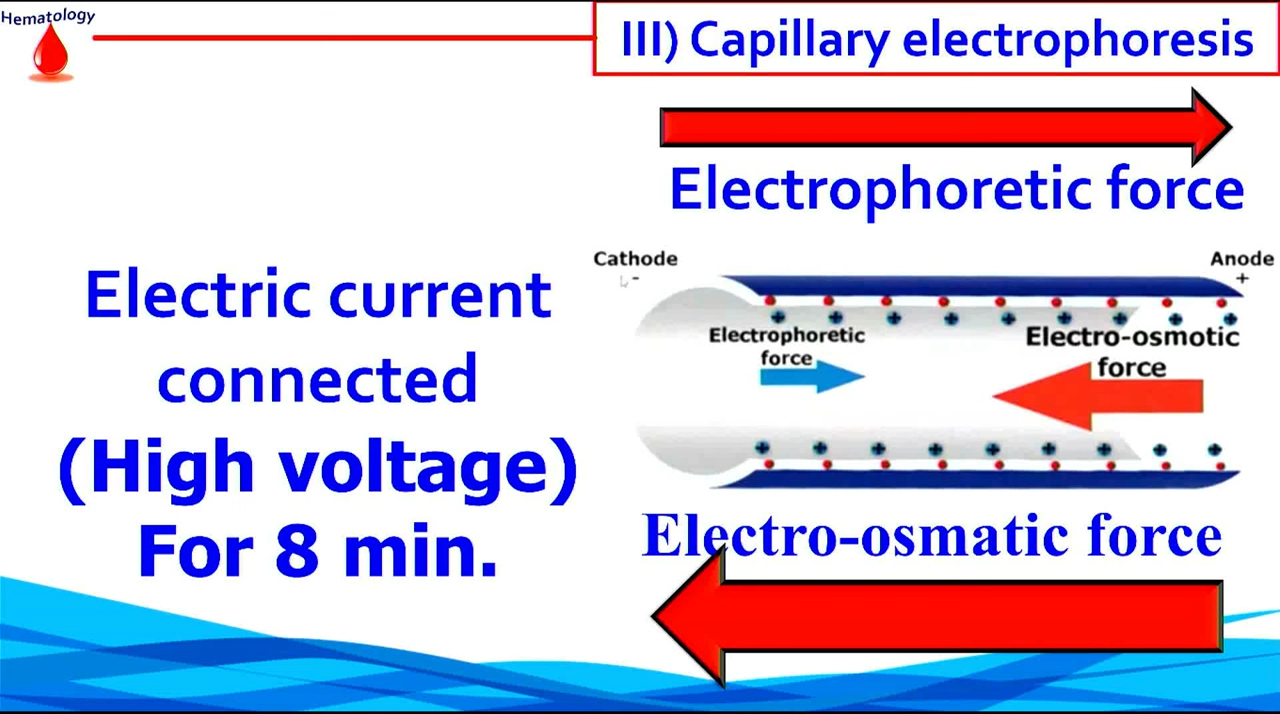 Hematology
III) Capillary electrophoresis
Electrophoretic force
Electric current
connected
(High voltage)
For 8 min.
Cathode
-
Anode
+
Electrophoretic
force
Electro-osmotic
force
Electro-osmatic force